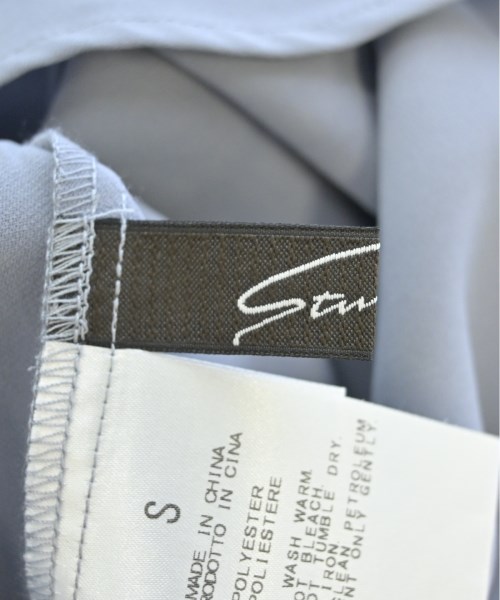 Stu
S
MADE IN CHINA
RODOTTO IN CINA
POLYESTER
POLIESTERE
WASH WARM.
OT BLEACH.
OT TUMBLE DRY.
IRON
LEAN PETROLEUM
NT ONLY GENTLY.